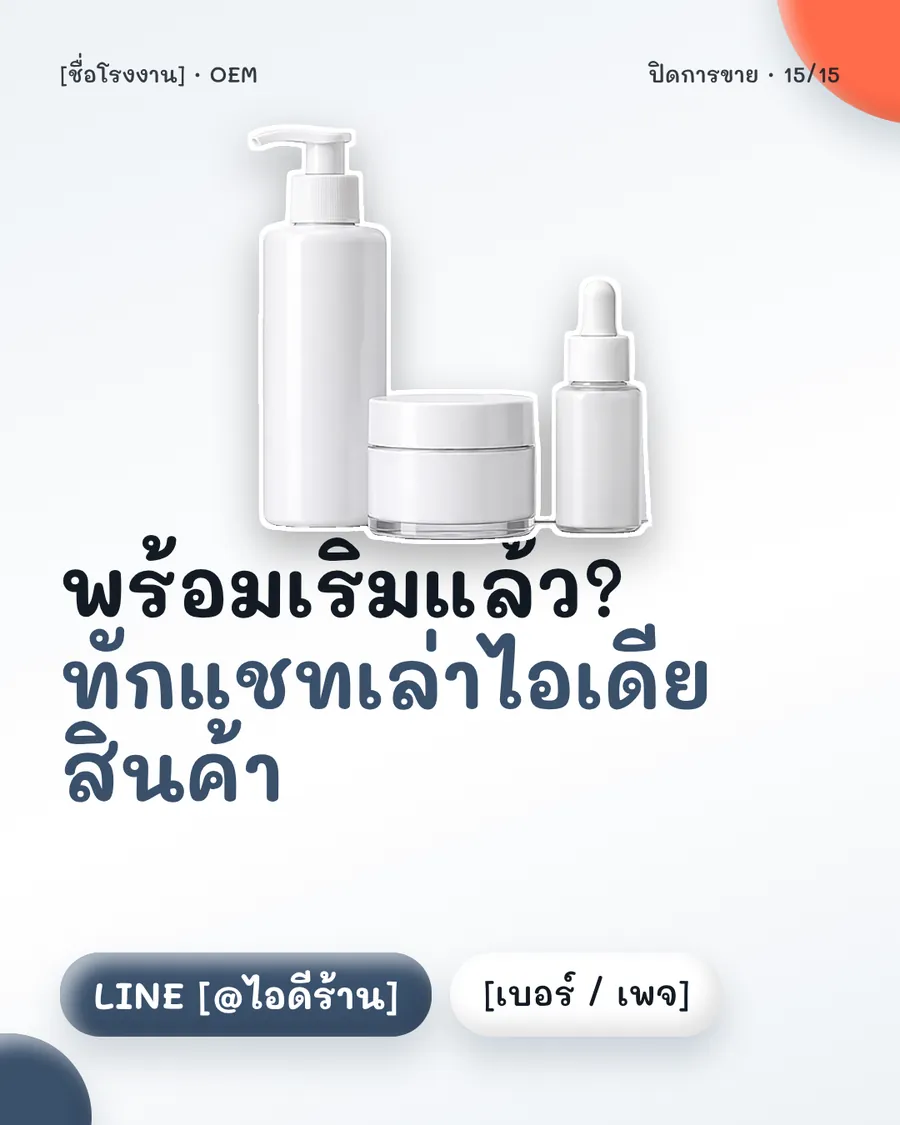 [ชื่อโรงงาน] · OEM
ปิดการขาย · 15/15
พร้อมเริ่มแล้ว?
ทักแชทเล่าไอเดีย
สินค้า
LINE [@ไอดีร้าน]
[เบอร์ / เพจ]